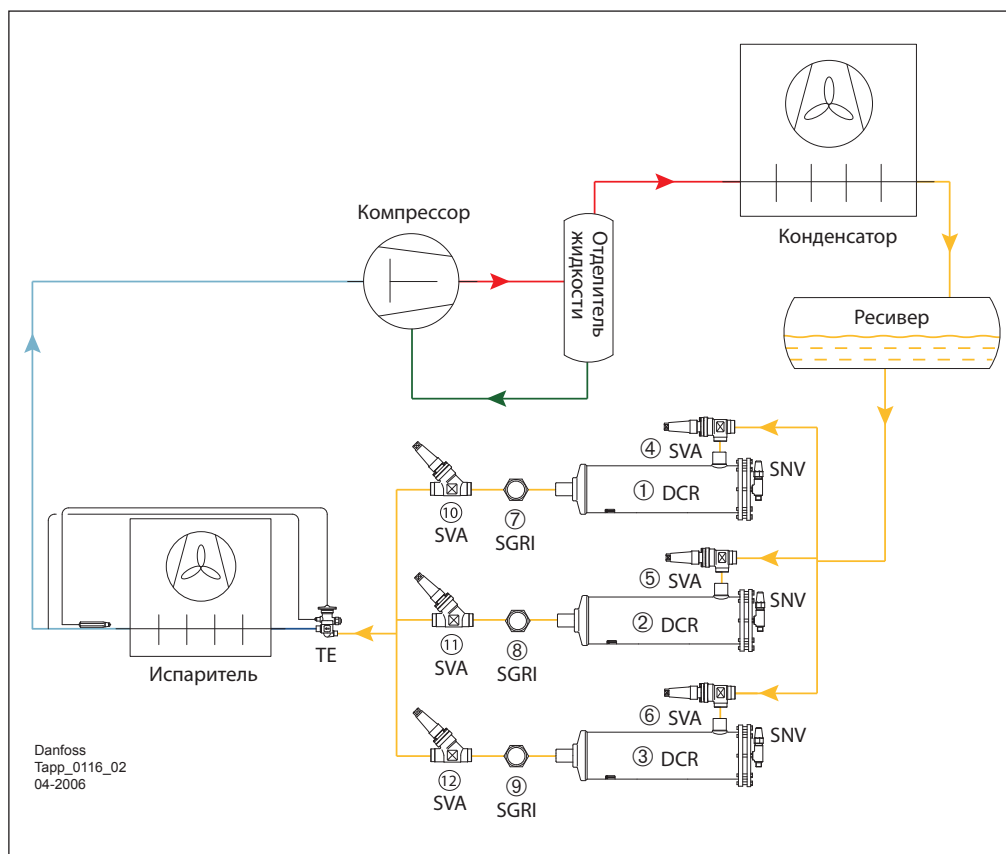 Компрессор
Отделитель
жидкости
Конденсатор
Ресивер
④
SVA
① DCR
SNV
⑩
SVA
⑦
SGRI
⑤
SVA
② DCR
SNV
⑪
SVA
⑧
SGRI
TE
Испаритель
⑥
SVA
③ DCR
SNV
⑫
SVA
⑨
SGRI
Danfoss
Tapp_0116_02
04-2006